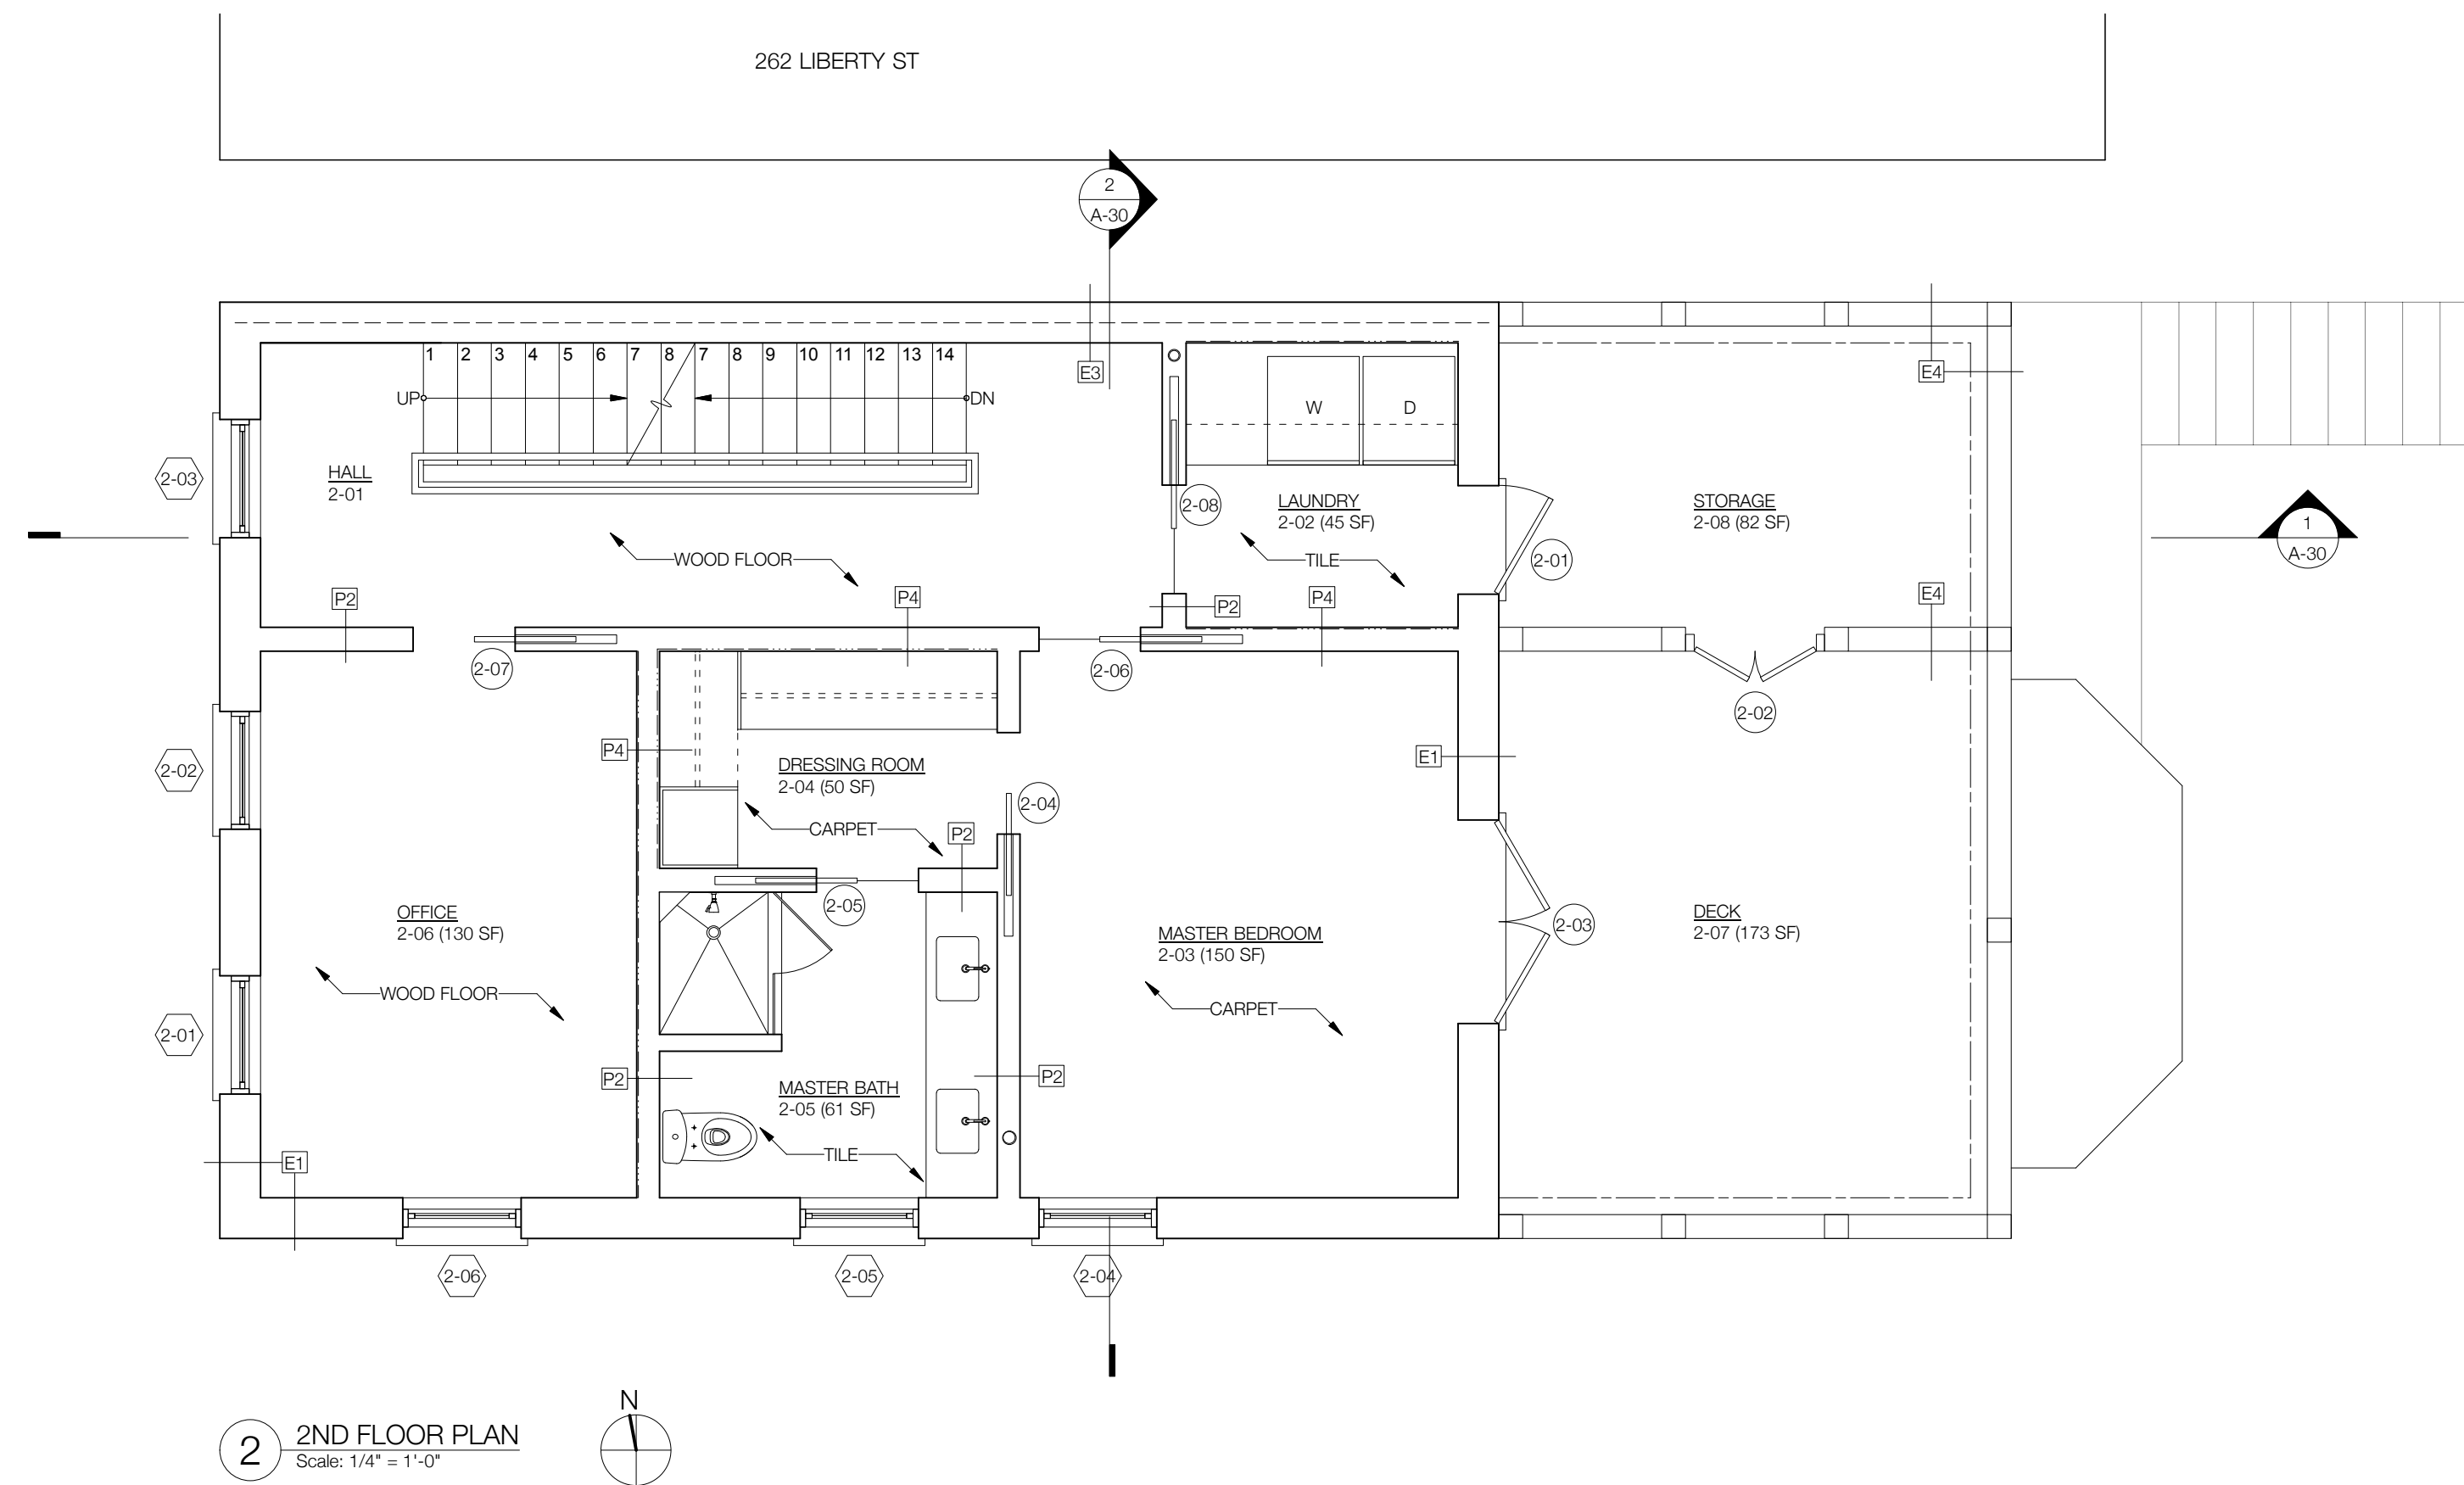 262 LIBERTY ST
2
A-30
1 2 3 4 5 6 7 8 7 8 9 10 11 12 13 14
E3
E4
UP
DN
W
D
HALL
2-01
2-03
2-08
LAUNDRY
2-02 (45 SF)
STORAGE
2-08 (82 SF)
1
A-30
WOOD FLOOR
TILE
2-01
P2
P4
P2
P4
E4
2-07
2-06
2-02
P4
E1
2-02
DRESSING ROOM
2-04 (50 SF)
2-04
CARPET
P2
2-05
OFFICE
2-06 (130 SF)
MASTER BEDROOM
2-03 (150 SF)
2-03
DECK
2-07 (173 SF)
WOOD FLOOR
CARPET
2-01
P2
P2
MASTER BATH
2-05 (61 SF)
TILE
E1
2-06
2-05
2-04
N
2
2ND FLOOR PLAN
Scale: 1/4" = 1'-0"